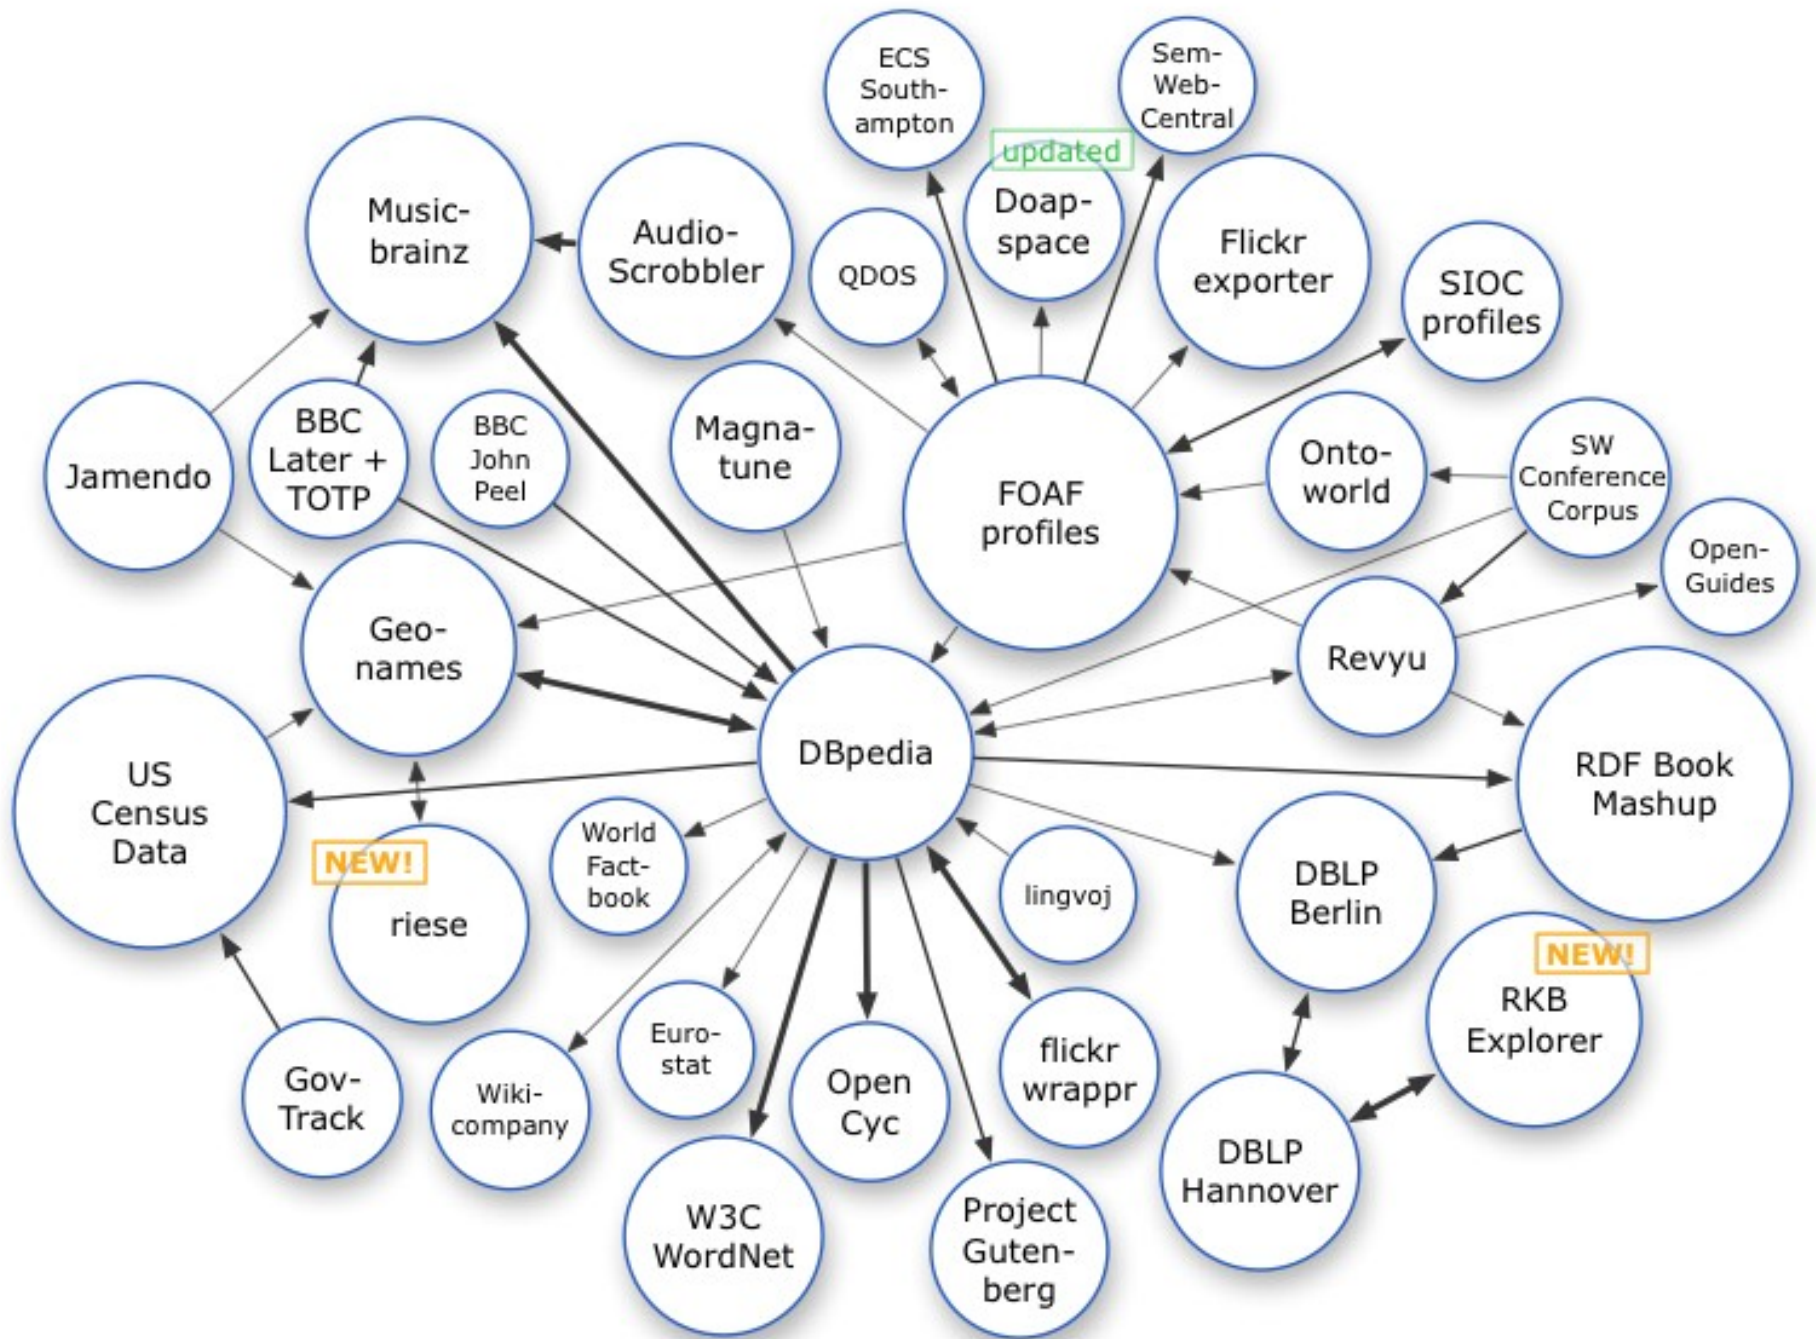 ECS
South-
ampton
Sem-
Web-
Central
updated
Doap-
space
Music-
brainz
Audio-
Scrobbler
QDOS
Flickr
exporter
SIOC
profiles
Jamendo
BBC
Later +
TOTP
BBC
John
Peel
Magna-
tune
FOAF
profiles
Onto-
world
SW
Conference
Corpus
Open-
Guides
Geo-
names
Revyu
US
Census
Data
DBpedia
RDF Book
Mashup
NEW!
riese
World
Fact-
book
lingvoj
DBLP
Berlin
NEW!
RKB
Explorer
Gov-
Track
Wiki-
company
Euro-
stat
Open
Cyc
flickr
wrappr
DBLP
Hannover
W3C
WordNet
Project
Guten-
berg